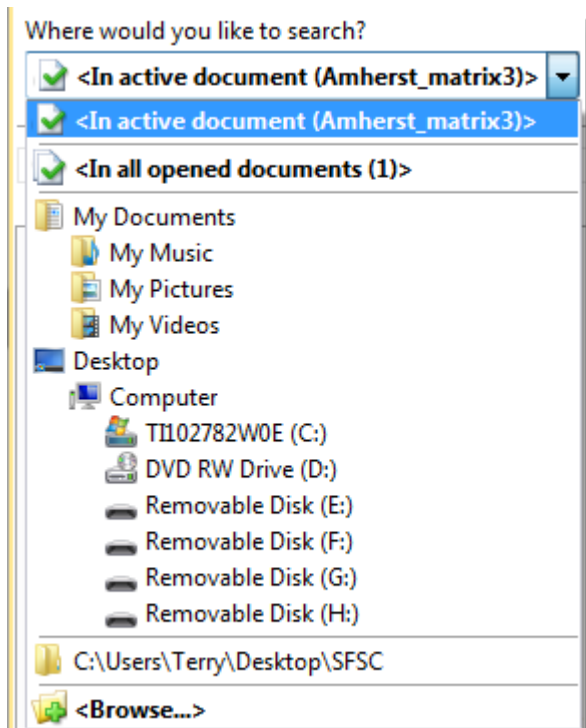 Where would you like to search?
<In active document (Amherst_matrix3)>
<In active document (Amherst_matrix3)>
<In all opened documents (1)>
My Documents
My Music
My Pictures
My Videos
Desktop
Computer
TI102782W0E (C:)
DVD RW Drive (D:)
Removable Disk (E:)
Removable Disk (F:)
Removable Disk (G:)
Removable Disk (H:)
C:\Users\Terry\Desktop\SFSC
<Browse...>